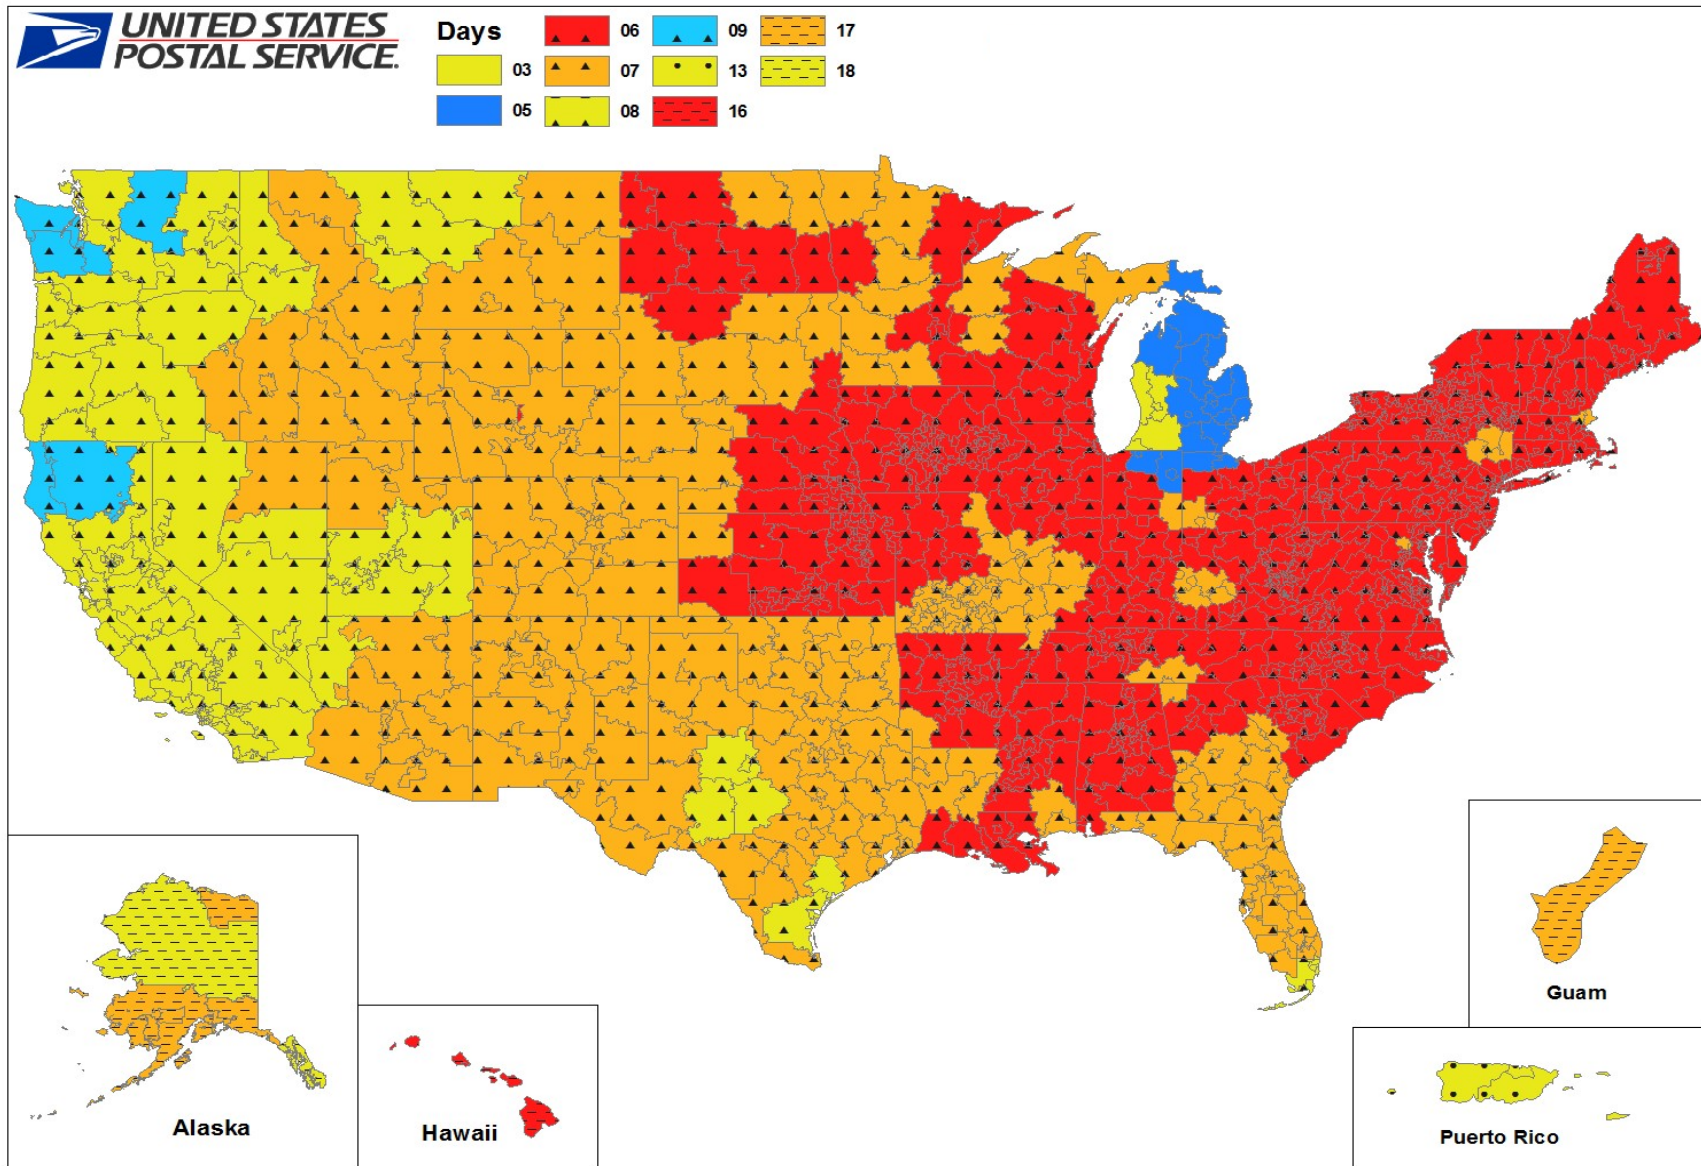 UNITED STATES
POSTAL SERVICE.
Days
03
05
06
07
08
09
13
16
17
18
Alaska
Hawaii
Guam
Puerto Rico